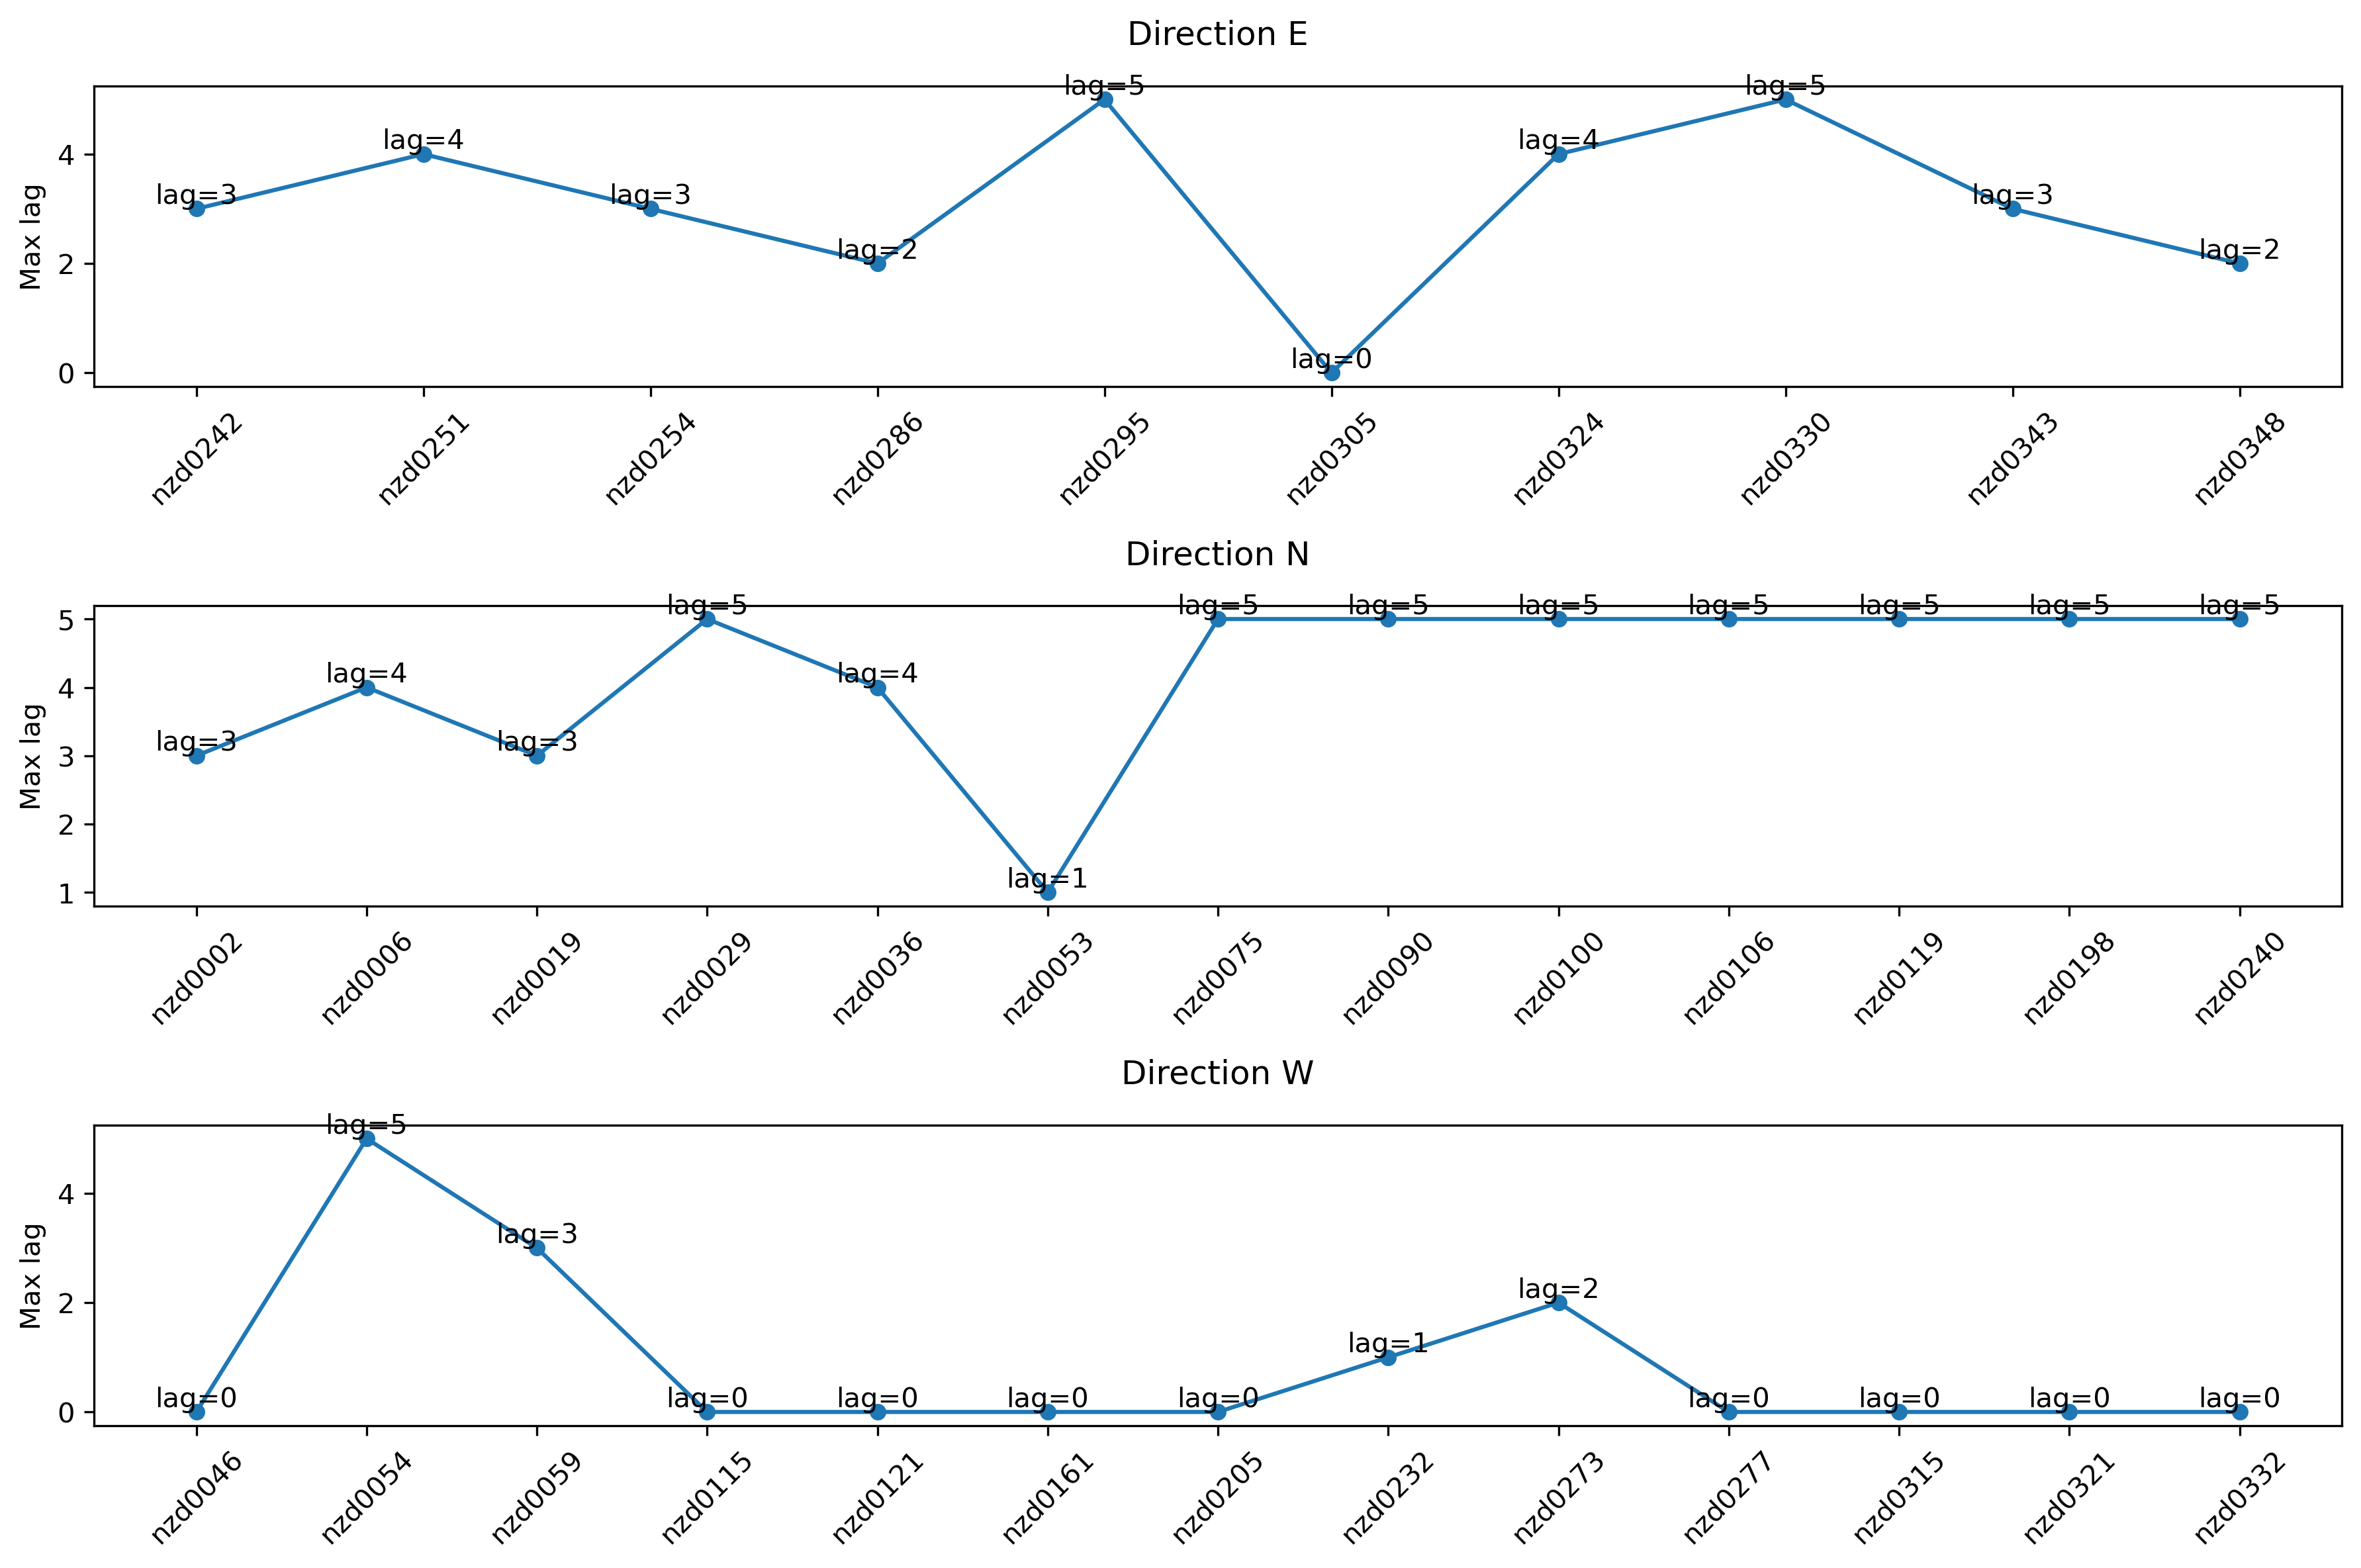 Direction E
lag=5 lag=5
lag=4 lag=4
4
lag=3 lag=3 lag=3
lag=2 lag=2
2
lag=0
0
Max lag
nzd0242 nzd0251 nzd0254 nzd0286 nzd0295 nzd0305 nzd0324 nzd0330 nzd0343 nzd0348
Direction N
lag=5 lag=5 lag=5 lag=5 lag=5 lag=5 lag=5 lag=5
5
lag=4 lag=4
4
lag=3 lag=3
3
2
lag=1
1
Max lag
nzd0002 nzd0006 nzd0019 nzd0029 nzd0036 nzd0053 nzd0075 nzd0090 nzd0100 nzd0106 nzd0119 nzd0198 nzd0240
Direction W
lag=5
4
lag=3
lag=2
2
lag=1
lag=0 lag=0 lag=0 lag=0 lag=0 lag=0 lag=0 lag=0 lag=0
0
Max lag
nzd0046 nzd0054 nzd0059 nzd0115 nzd0121 nzd0161 nzd0205 nzd0232 nzd0273 nzd0277 nzd0315 nzd0321 nzd0332